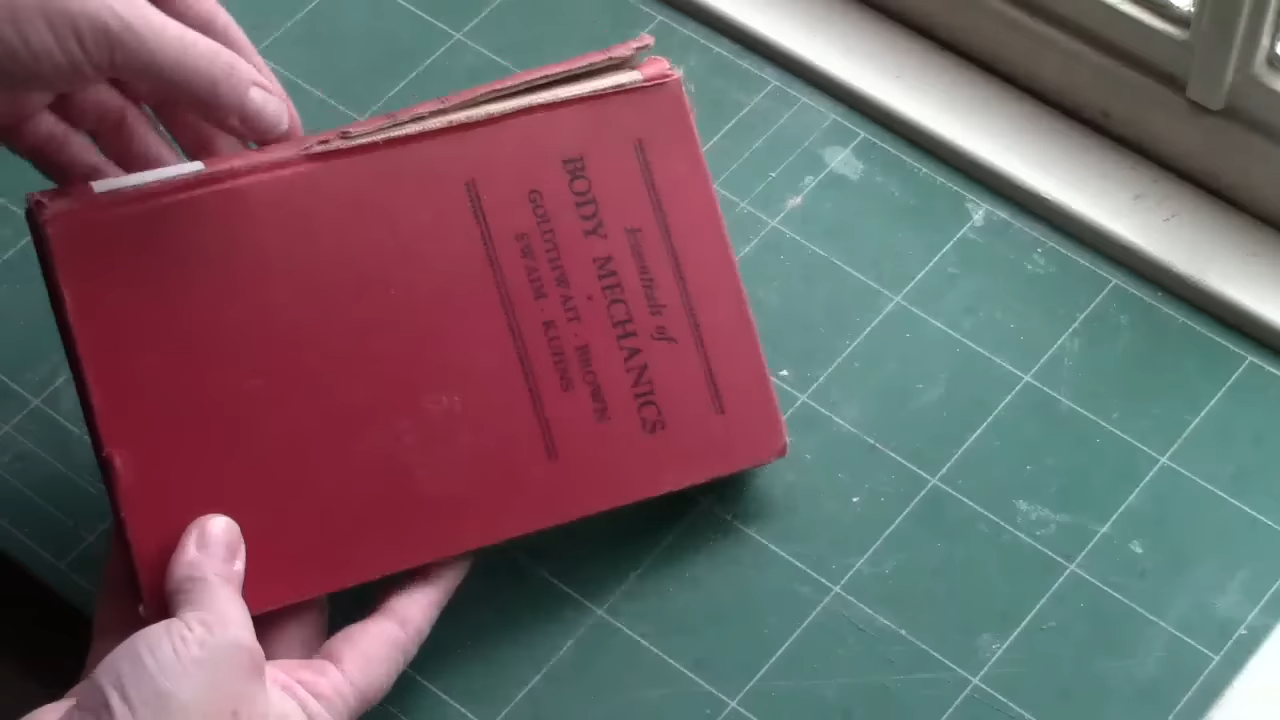 Essentials of
BODY MECHANICS
GOLDTHWAIT · BROWN
SWAIM · KUHNS